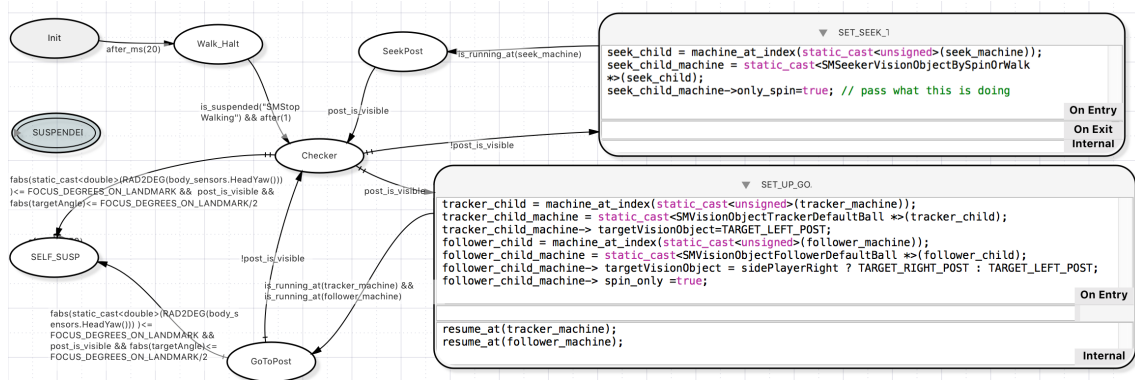 Init
after_ms(20)
Walk_Halt
SeekPost
is_running_at(seek_machine)
SET_SEEK_T
seek_child = machine_at_index(static_cast<unsigned>(seek_machine));
seek_child_machine = static_cast<SMSeekerVisionObjectBySpinOrWalk
*>(seek_child);
seek_child_machine->only_spin=true; // pass what this is doing
On Entry
On Exit
Internal
is_suspended("SMStop
Walking") && after(1)
post_is_visible
SUSPENDEI
Checker
!post_is_visible
fabs(static_cast<double>(RAD2DEG(body_sensors.HeadYaw()))
)<= FOCUS_DEGREES_ON_LANDMARK && post_is_visible &&
fabs(targetAngle)<= FOCUS_DEGREES_ON_LANDMARK/2
post_is_visible
SET_UP_GO.
tracker_child = machine_at_index(static_cast<unsigned>(tracker_machine));
tracker_child_machine = static_cast<SMVisionObjectTrackerDefaultBall *>(tracker_child);
tracker_child_machine-> targetVisionObject=TARGET_LEFT_POST;
follower_child = machine_at_index(static_cast<unsigned>(follower_machine));
follower_child_machine = static_cast<SMVisionObjectFollowerDefaultBall *>(follower_child);
follower_child_machine-> targetVisionObject = sidePlayerRight ? TARGET_RIGHT_POST : TARGET_LEFT_POST;
follower_child_machine-> spin_only =true;
On Entry
resume_at(tracker_machine);
resume_at(follower_machine);
Internal
SELF_SUSP
!post_is_visible
is_running_at(tracker_machine) &&
is_running_at(follower_machine)
fabs(static_cast<double>(RAD2DEG(body_s
ensors.HeadYaw())) )<=
FOCUS_DEGREES_ON_LANDMARK &&
post_is_visible && fabs(targetAngle)<=
FOCUS_DEGREES_ON_LANDMARK/2
GoToPost